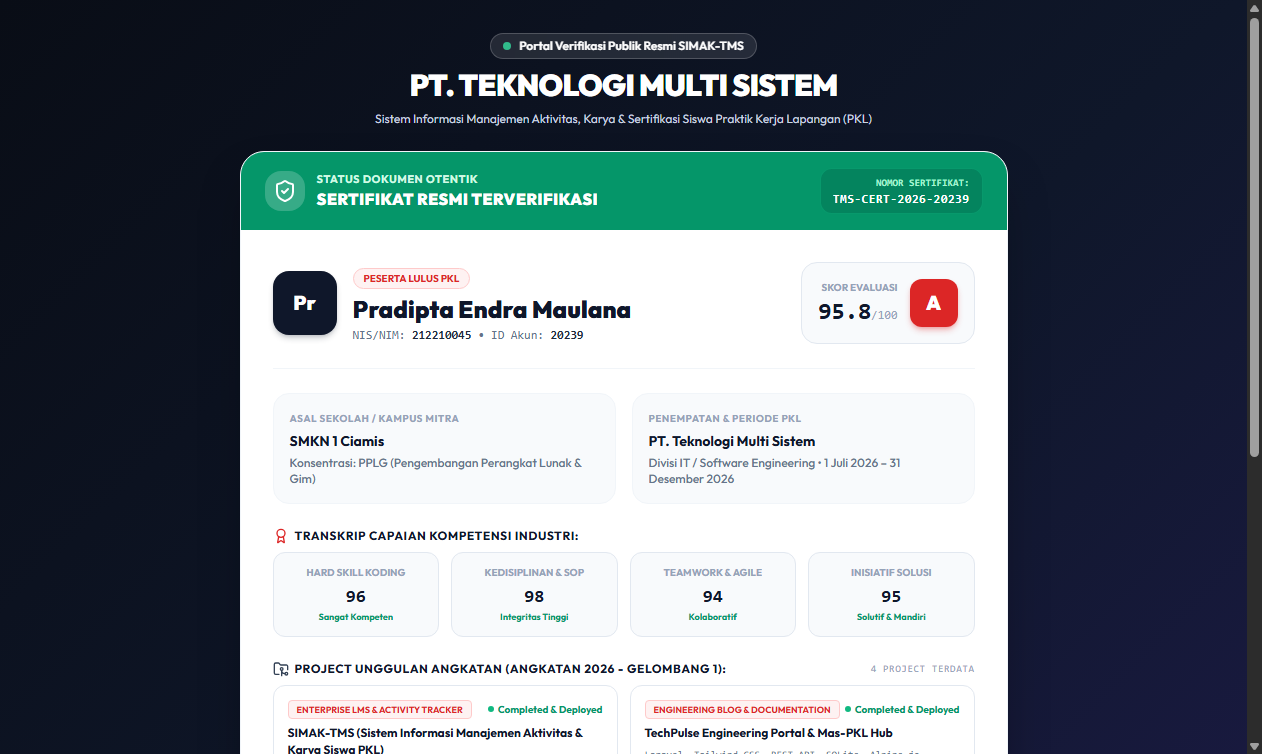 Portal Verifikasi Publik Resmi SIMAK-TMS
PT. TEKNOLOGI MULTI SISTEM
Sistem Informasi Manajemen Aktivitas, Karya & Sertifikasi Siswa Praktik Kerja Lapangan (PKL)
STATUS DOKUMEN OTENTIK
SERTIFIKAT RESMI TERVERIFIKASI
NOMOR SERTIFIKAT:
TMS-CERT-2026-20239
Pr
PESERTA LULUS PKL
Pradipta Endra Maulana
NIS/NIM: 212210045 • ID Akun: 20239
SKOR EVALUASI
95.8/100
A
ASAL SEKOLAH / KAMPUS MITRA
SMKN 1 Ciamis
Konsentrasi: PPLG (Pengembangan Perangkat Lunak &
Gim)
PENEMPATAN & PERIODE PKL
PT. Teknologi Multi Sistem
Divisi IT / Software Engineering • 1 Juli 2026 – 31
Desember 2026
TRANSKRIP CAPAIAN KOMPETENSI INDUSTRI:
HARD SKILL KODING
96
Sangat Kompeten
KEDISIPLINAN & SOP
98
Integritas Tinggi
TEAMWORK & AGILE
94
Kolaboratif
INISIATIF SOLUSI
95
Solutif & Mandiri
PROJECT UNGGULAN ANGKATAN (ANGKATAN 2026 - GELOMBANG 1):
4 PROJECT TERDATA
ENTERPRISE LMS & ACTIVITY TRACKER
Completed & Deployed
SIMAK-TMS (Sistem Informasi Manajemen Aktivitas &
Karya Siswa PKL)
ENGINEERING BLOG & DOCUMENTATION
Completed & Deployed
TechPulse Engineering Portal & Mas-PKL Hub